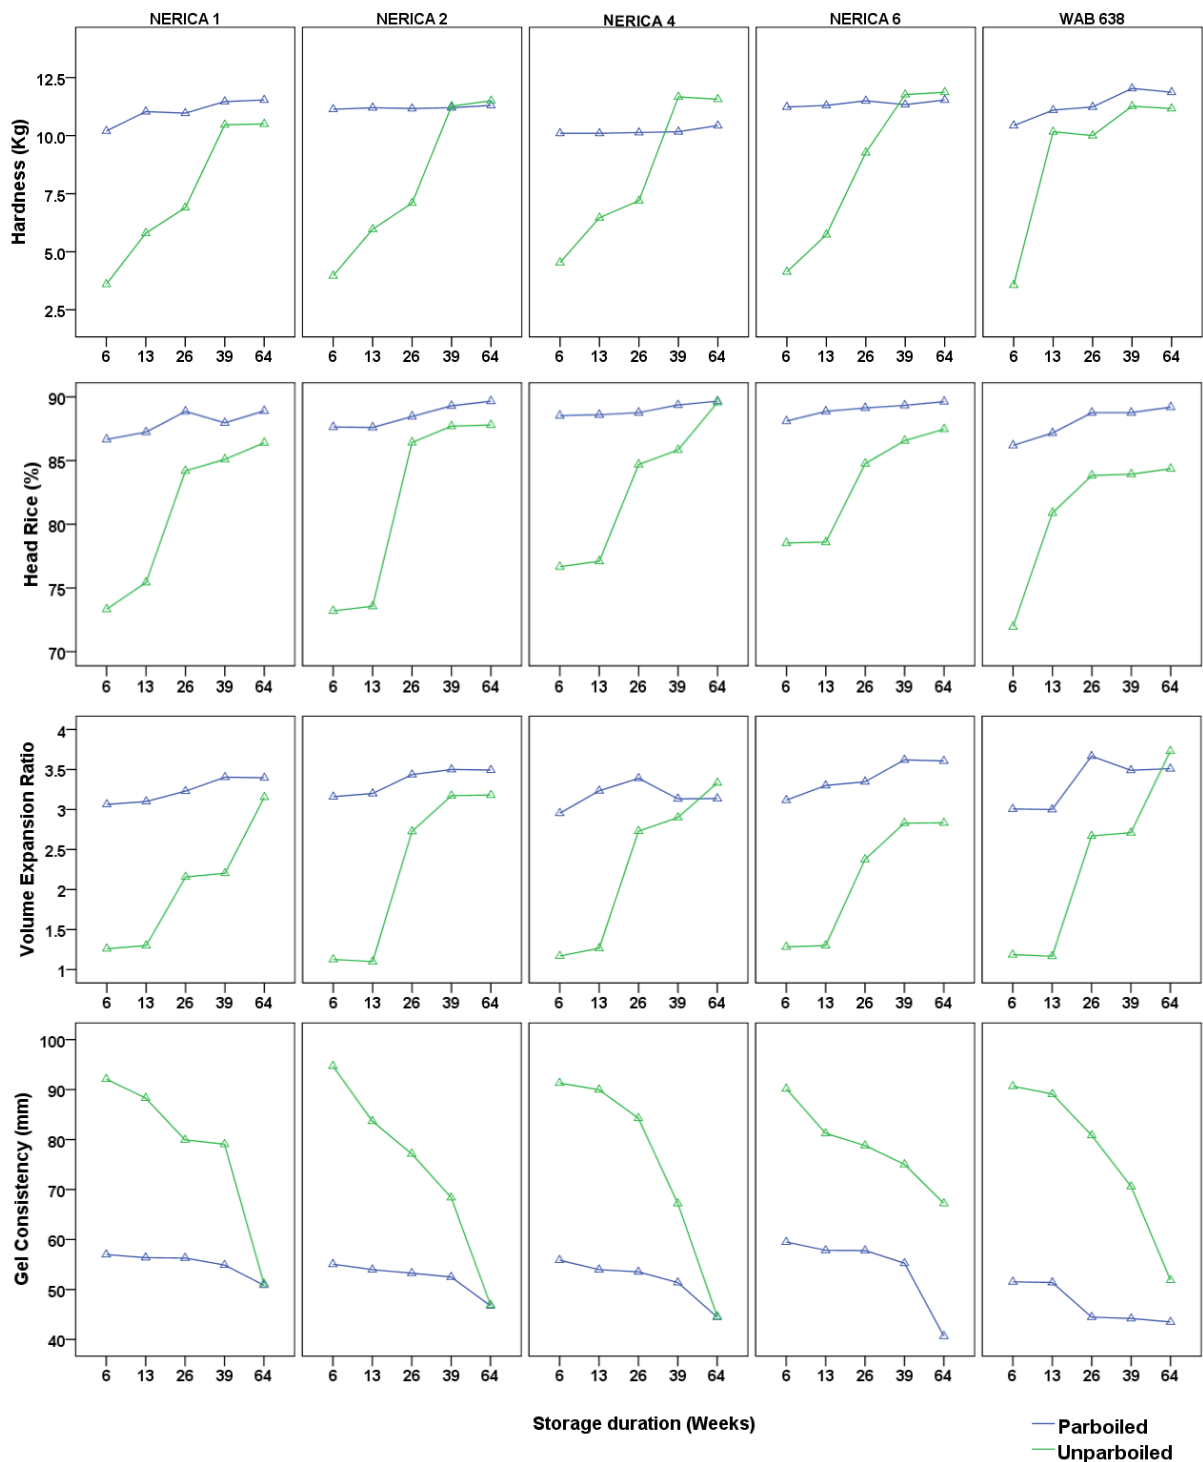 NERICA 1 NERICA 2 NERICA 4 NERICA 6 WAB 638
Hardness (Kg)
12.5
10.0
7.5
5.0
2.5
6 13 26 39 64 6 13 26 39 64 6 13 26 39 64 6 13 26 39 64 6 13 26 39 64
Head Rice (%)
90
85
80
75
70
6 13 26 39 64 6 13 26 39 64 6 13 26 39 64 6 13 26 39 64 6 13 26 39 64
Volume Expansion Ratio
4
3.5
3
2.5
2
1.5
1
6 13 26 39 64 6 13 26 39 64 6 13 26 39 64 6 13 26 39 64 6 13 26 39 64
Gel Consistency (mm)
100
90
80
70
60
50
40
6 13 26 39 64 6 13 26 39 64 6 13 26 39 64 6 13 26 39 64 6 13 26 39 64
Storage duration (Weeks)
Parboiled
Unparboiled